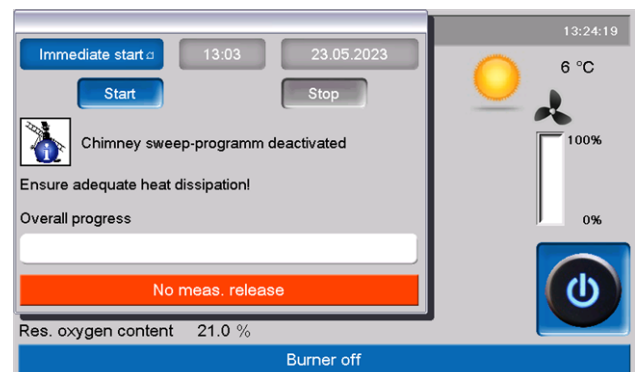 13:24:19
Immediate start 13:03 23.05.2023
6 °C
Start Stop
Chimney sweep-programm deactivated
100%
Ensure adequate heat dissipation!
Overall progress
0%
No meas. release
Res. oxygen content 21.0 %
Burner off